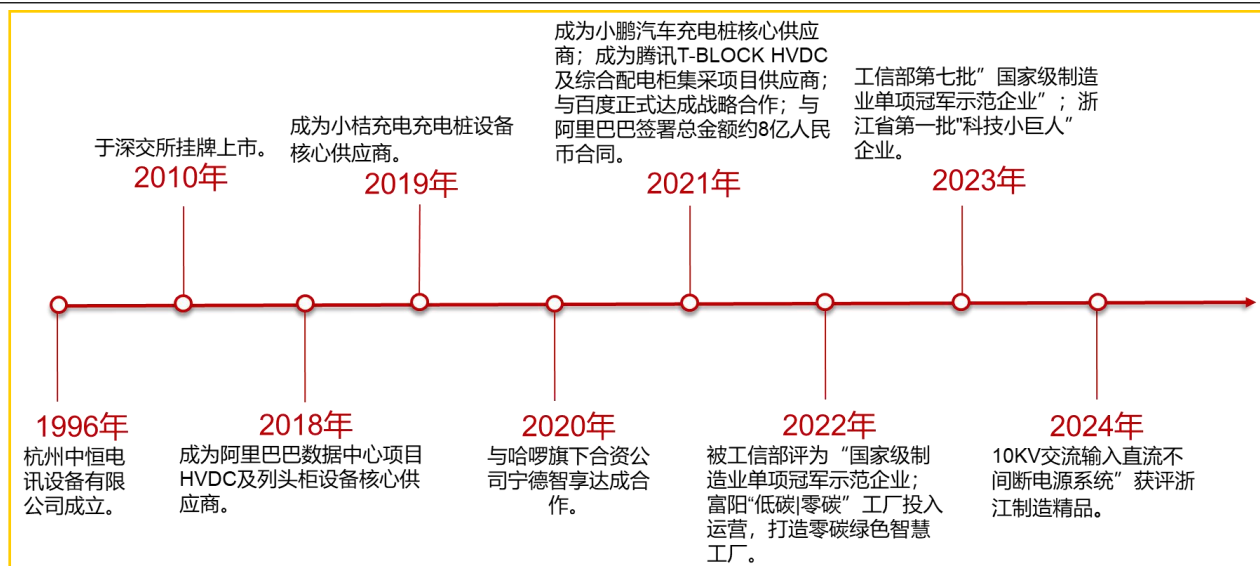 于深交所挂牌上市。
2010年
成为小桔充电充电桩设备
核心供应商。
2019年
成为小鹏汽车充电桩核心供应
商；成为腾讯T-BLOCK HVDC
及综合配电柜集采项目供应商；
与百度正式达成战略合作；与
阿里巴巴签署总金额约8亿人民
币合同。
2021年
工信部第七批”国家级制造
业单项冠军示范企业”；浙
江省第一批"科技小巨人”
企业。
2023年
1996年
杭州中恒电
讯设备有限
公司成立。
2018年
成为阿里巴巴数据中心项目
HVDC及列头柜设备核心供
应商。
2020年
与哈啰旗下合资公
司宁德智享达成合
作。
2022年
被工信部评为“国家级制
造业单项冠军示范企业；
富阳“低碳|零碳”工厂投入
运营，打造零碳绿色智慧
工厂。
2024年
10KV交流输入直流不
间断电源系统”获评浙
江制造精品。